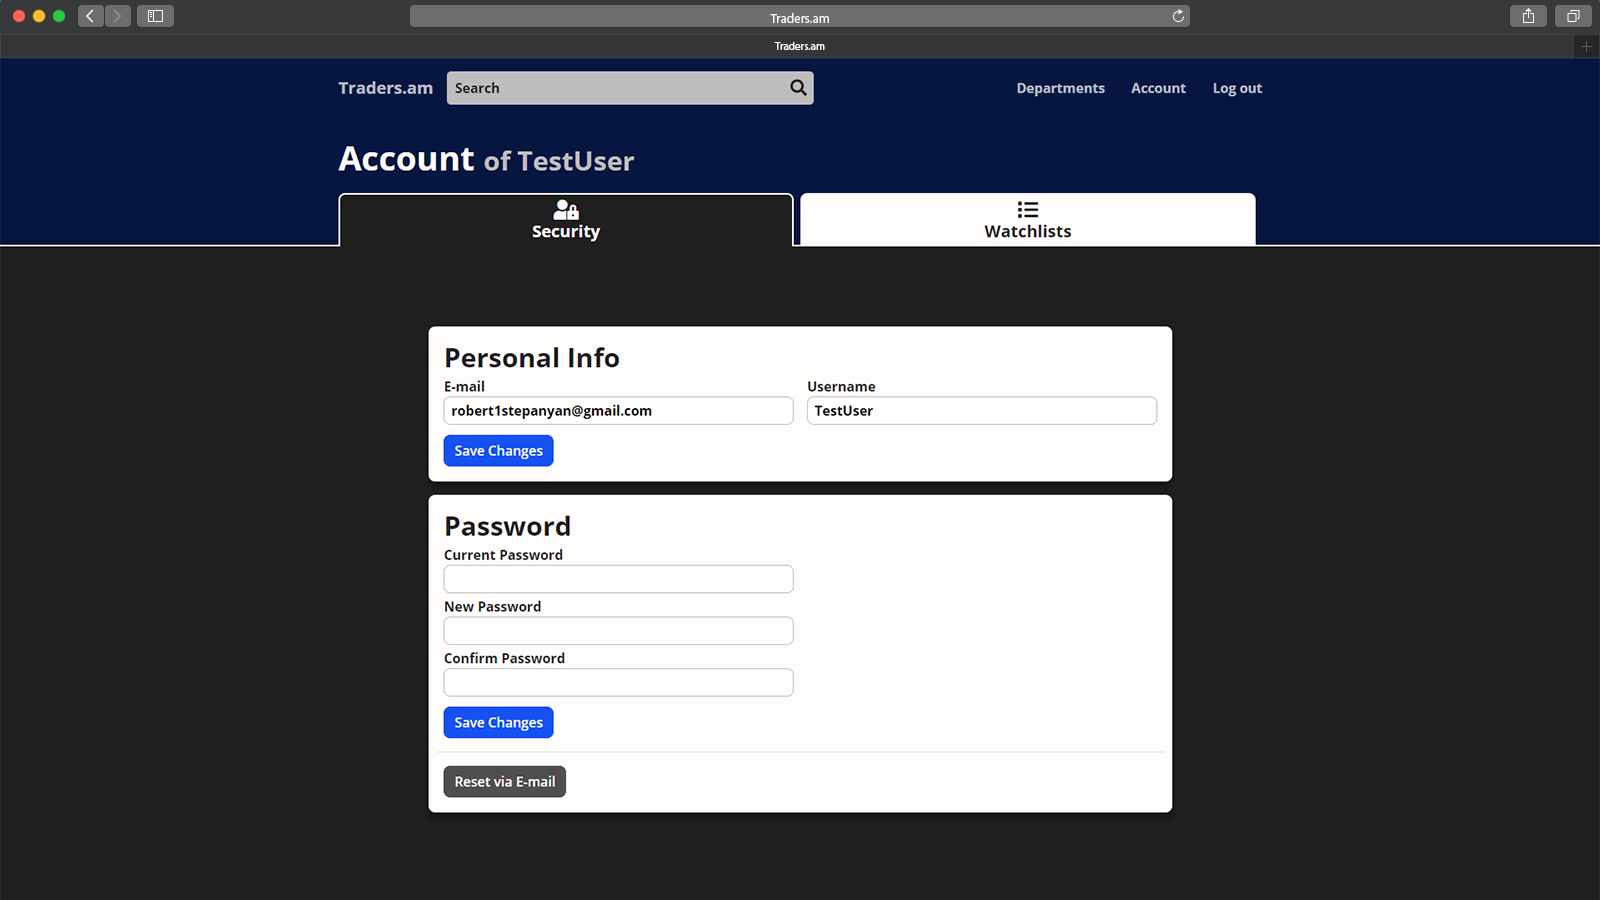 Traders.am
Traders.am
Traders.am
Search
Departments
Account
Log out
Account of TestUser
Security
Watchlists
Personal Info
E-mail
Username
robert1stepanyan@gmail.com
TestUser
Save Changes
Password
Current Password
New Password
Confirm Password
Save Changes
Reset via E-mail